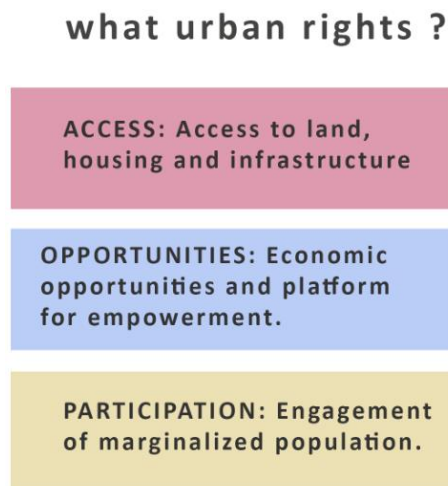 what urban rights ?
ACCESS: Access to land,
housing and infrastructure
OPPORTUNITIES: Economic
opportunities and platform
for empowerment.
PARTICIPATION: Engagement
of marginalized population.